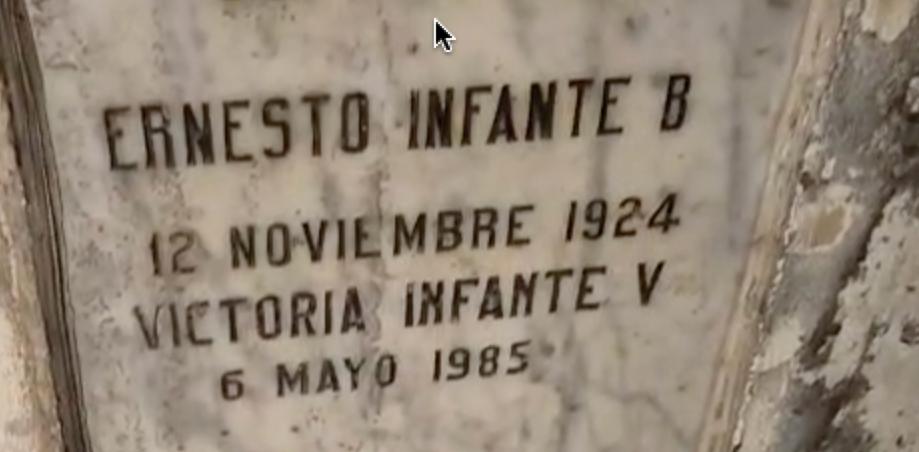 ERNESTO INFANTE B
12 NOVIEMBRE 1924
VICTORIA INFANTE V
6 MAYO 1985